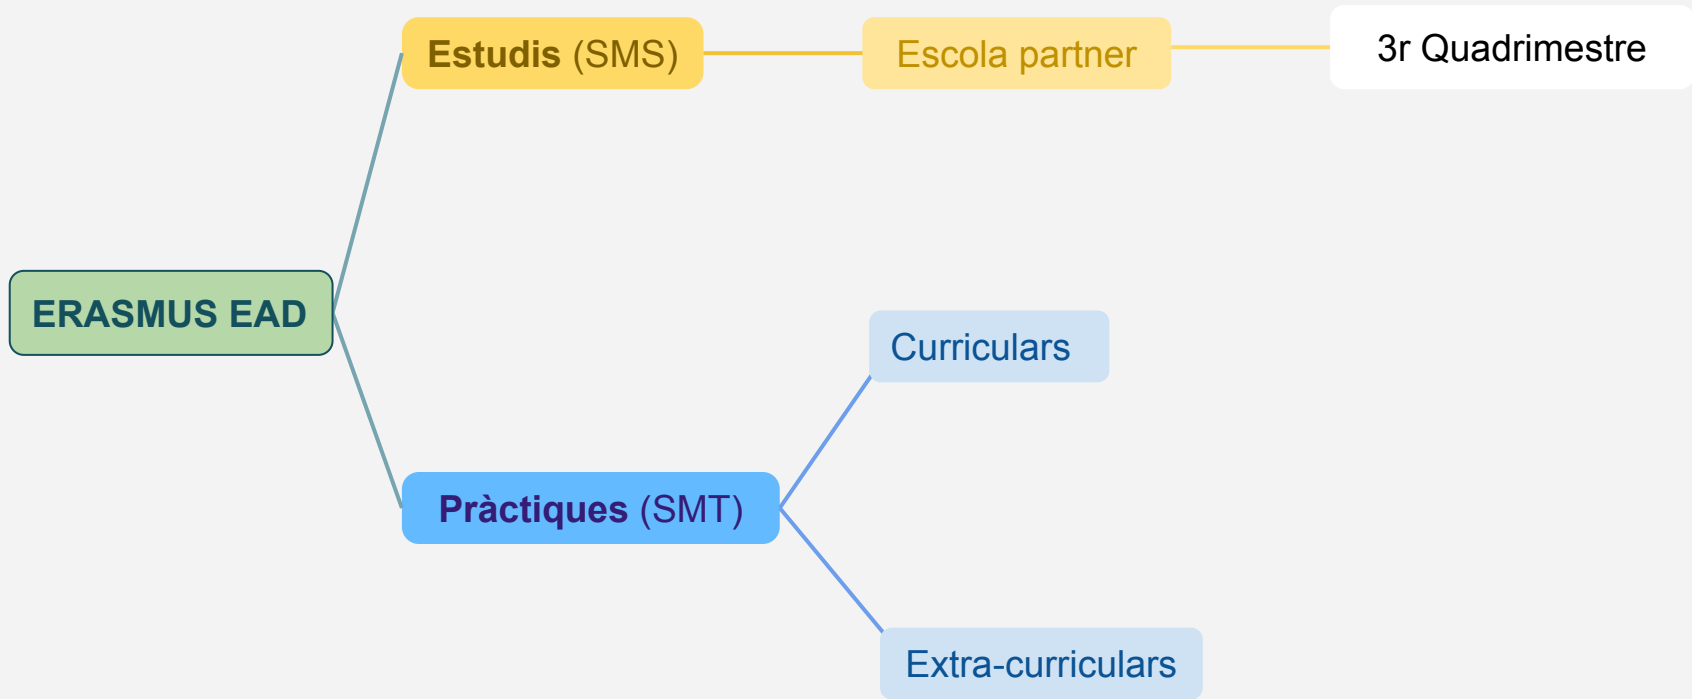 Estudis (SMS)
Escola partner
3r Quadrimestre
ERASMUS EAD
Curriculars
Pràctiques (SMT)
Extra-curriculars